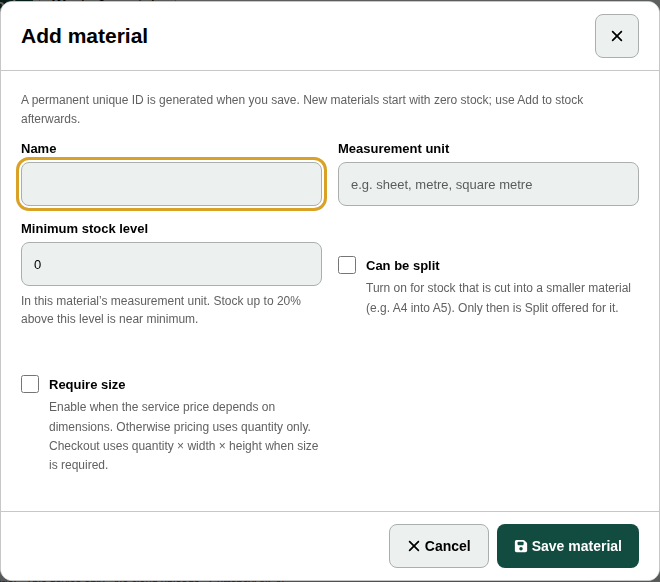 Add material
A permanent unique ID is generated when you save. New materials start with zero stock; use Add to stock
afterwards.
Name
Measurement unit
e.g. sheet, metre, square metre
Minimum stock level
0
In this material's measurement unit. Stock up to 20%
above this level is near minimum.
Can be split
Turn on for stock that is cut into a smaller material
(e.g. A4 into A5). Only then is Split offered for it.
Require size
Enable when the service price depends on
dimensions. Otherwise pricing uses quantity only.
Checkout uses quantity × width × height when size
is required.
Cancel
Save material